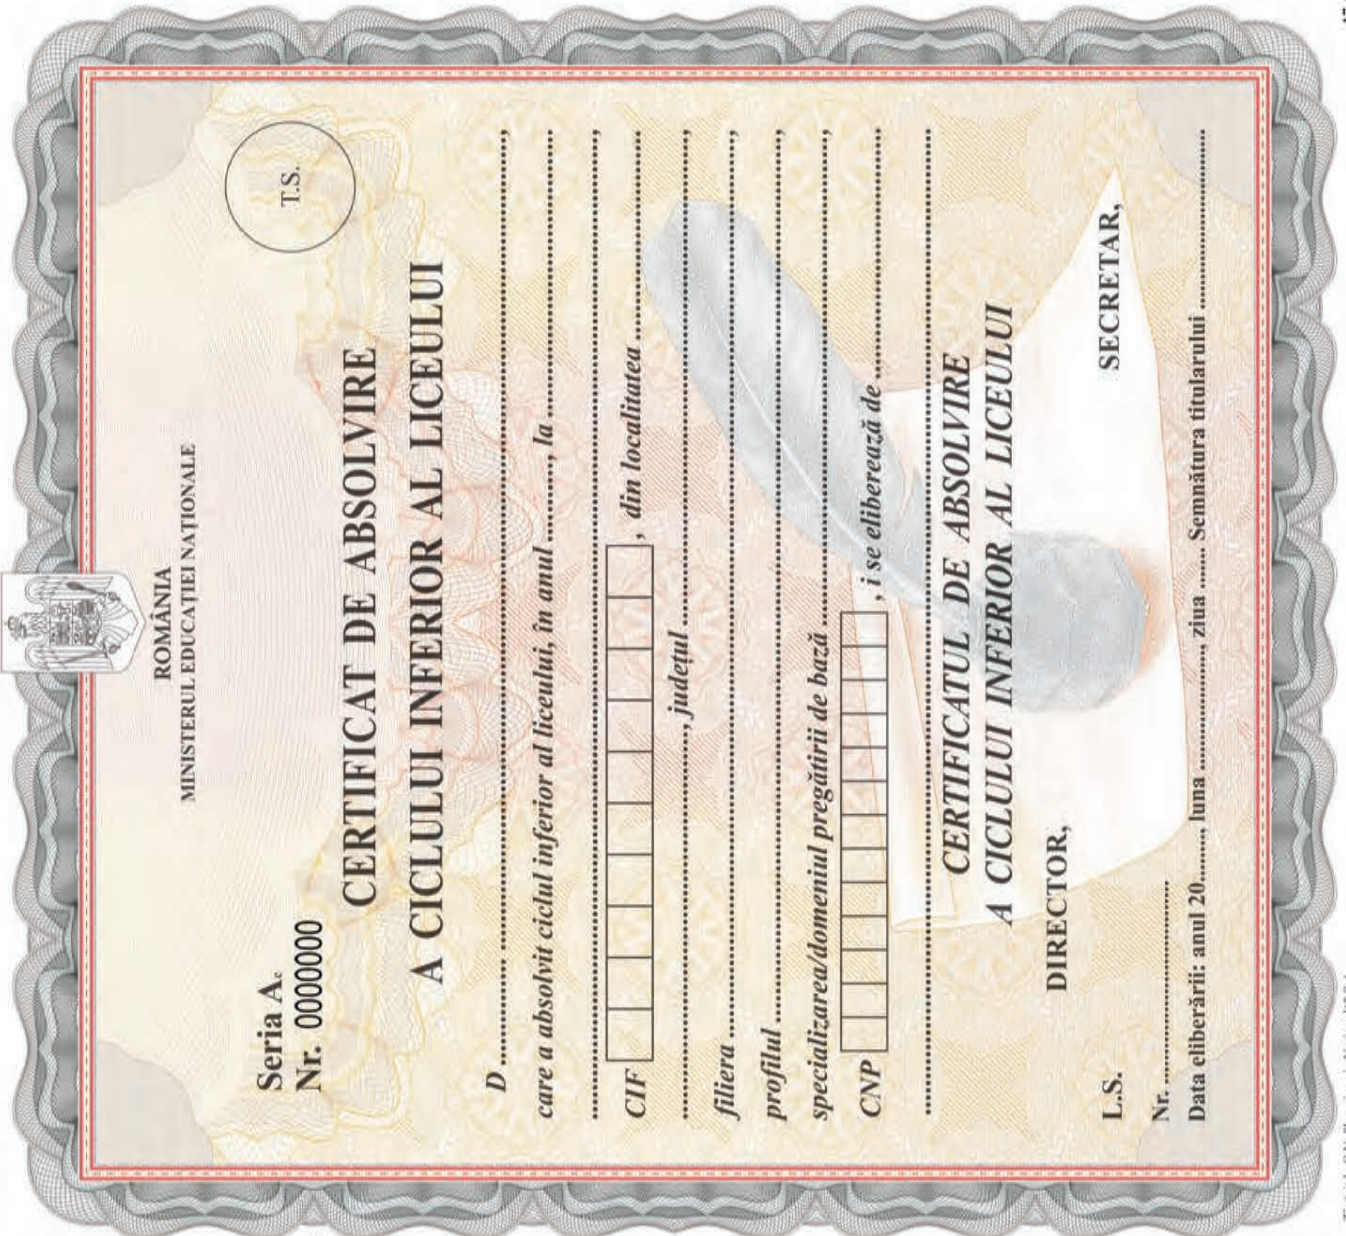 ROMÂNIA
MINISTERUL EDUCAȚIEI NAȚIONALE
T.S.
Seria A.
Nr. 0000000
CERTIFICAT DE ABSOLVIRE
A CICLULUI INFERIOR AL LICEULUI
D.................................................,
care a absolvit ciclul inferior al liceului, în anul .........., la ....................
.................................................,
CIF , din localitatea ....................
...................., județul ....................,
filiera ....................,
profilul ....................,
specializarea/domeniul pregătirii de bază ....................,
CNP , i se eliberează de ....................
.................................................
CERTIFICATUL DE ABSOLVIRE
A CICLULUI INFERIOR AL LICEULUI
DIRECTOR,
SECRETAR,
L.S.
Nr. ....................
Data eliberării: anul 20........, luna ...................., ziua ....... Semnătura titularului ....................